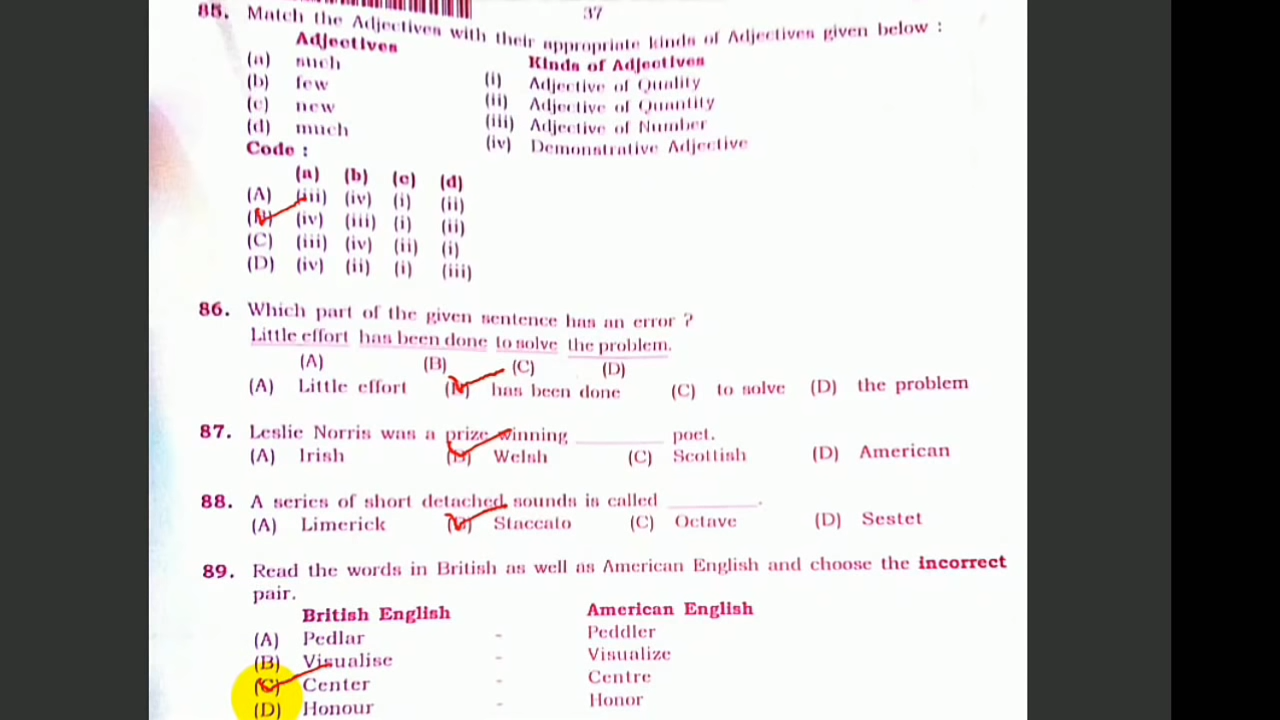 37
85. Match the Adjectives with their appropriate kinds of Adjectives given below :
Adjectives Kinds of Adjectives
(a) such (i) Adjective of Quality
(b) few (ii) Adjective of Quantity
(c) new (iii) Adjective of Number
(d) much (iv) Demonstrative Adjective
Code :
(a) (b) (c) (d)
(A) (iii) (iv) (i) (ii)
(iv) (iii) (i) (ii)
(C) (iii) (iv) (ii) (i)
(D) (iv) (ii) (i) (iii)
86. Which part of the given sentence has an error ?
Little effort has been done to solve the problem.
(A) (B) (C) (D)
(A) Little effort has been done (C) to solve (D) the problem
87. Leslie Norris was a prize winning ________ poet.
(A) Irish (B) Welsh (C) Scottish (D) American
88. A series of short detached sounds is called ________.
(A) Limerick Staccato (C) Octave (D) Sestet
89. Read the words in British as well as American English and choose the incorrect
pair.
British English American English
(A) Pedlar - Peddler
(B) Visualise - Visualize
(C) Center - Centre
(D) Honour - Honor